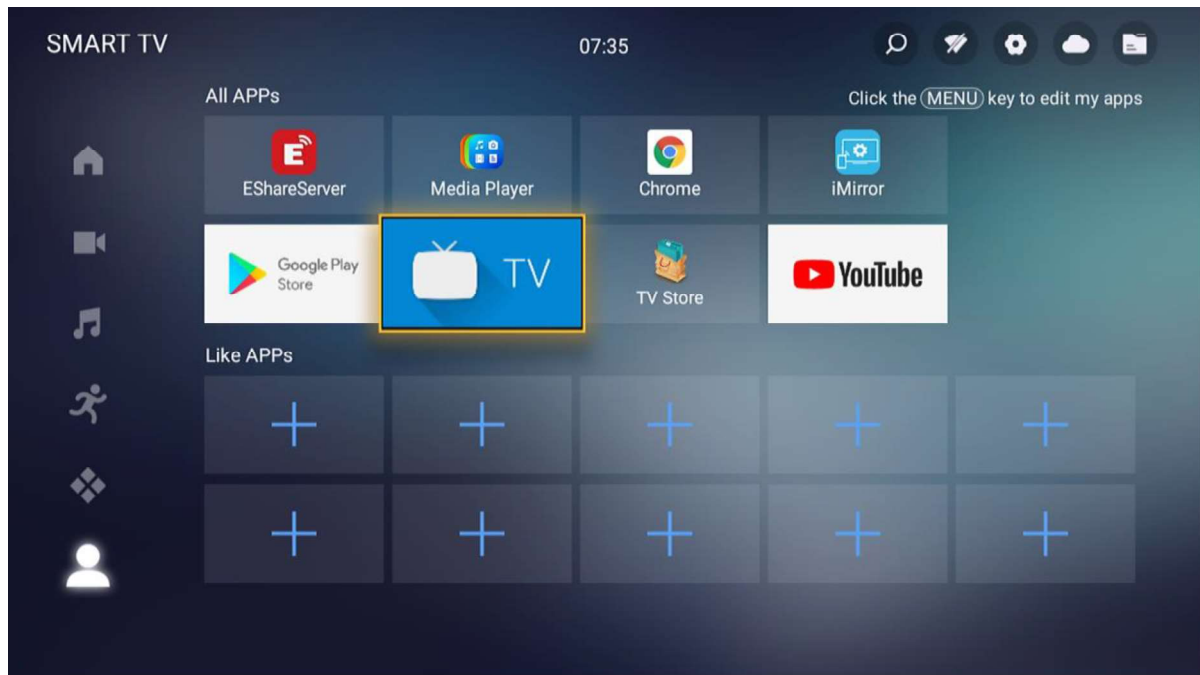 SMART TV
07:35
All APPs
Click the MENU key to edit my apps
E
EShareServer
Media Player
Chrome
iMirror
Google Play
Store
TV
TV Store
YouTube
Like APPs